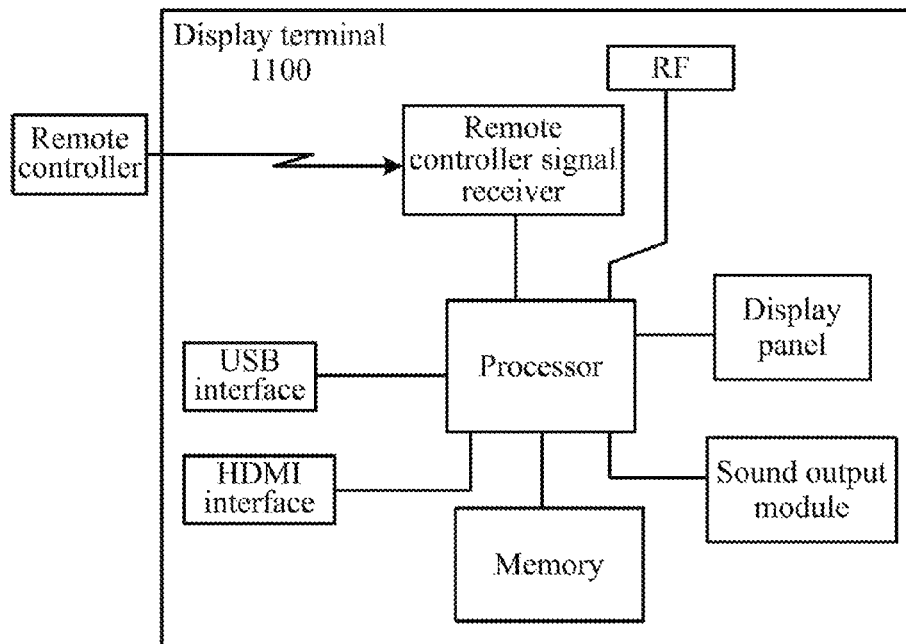 Display terminal
1100
RF
Remote
controller
Remote
controller signal
receiver
Display
panel
Processor
USB
interface
HDMI
interface
Sound output
module
Memory